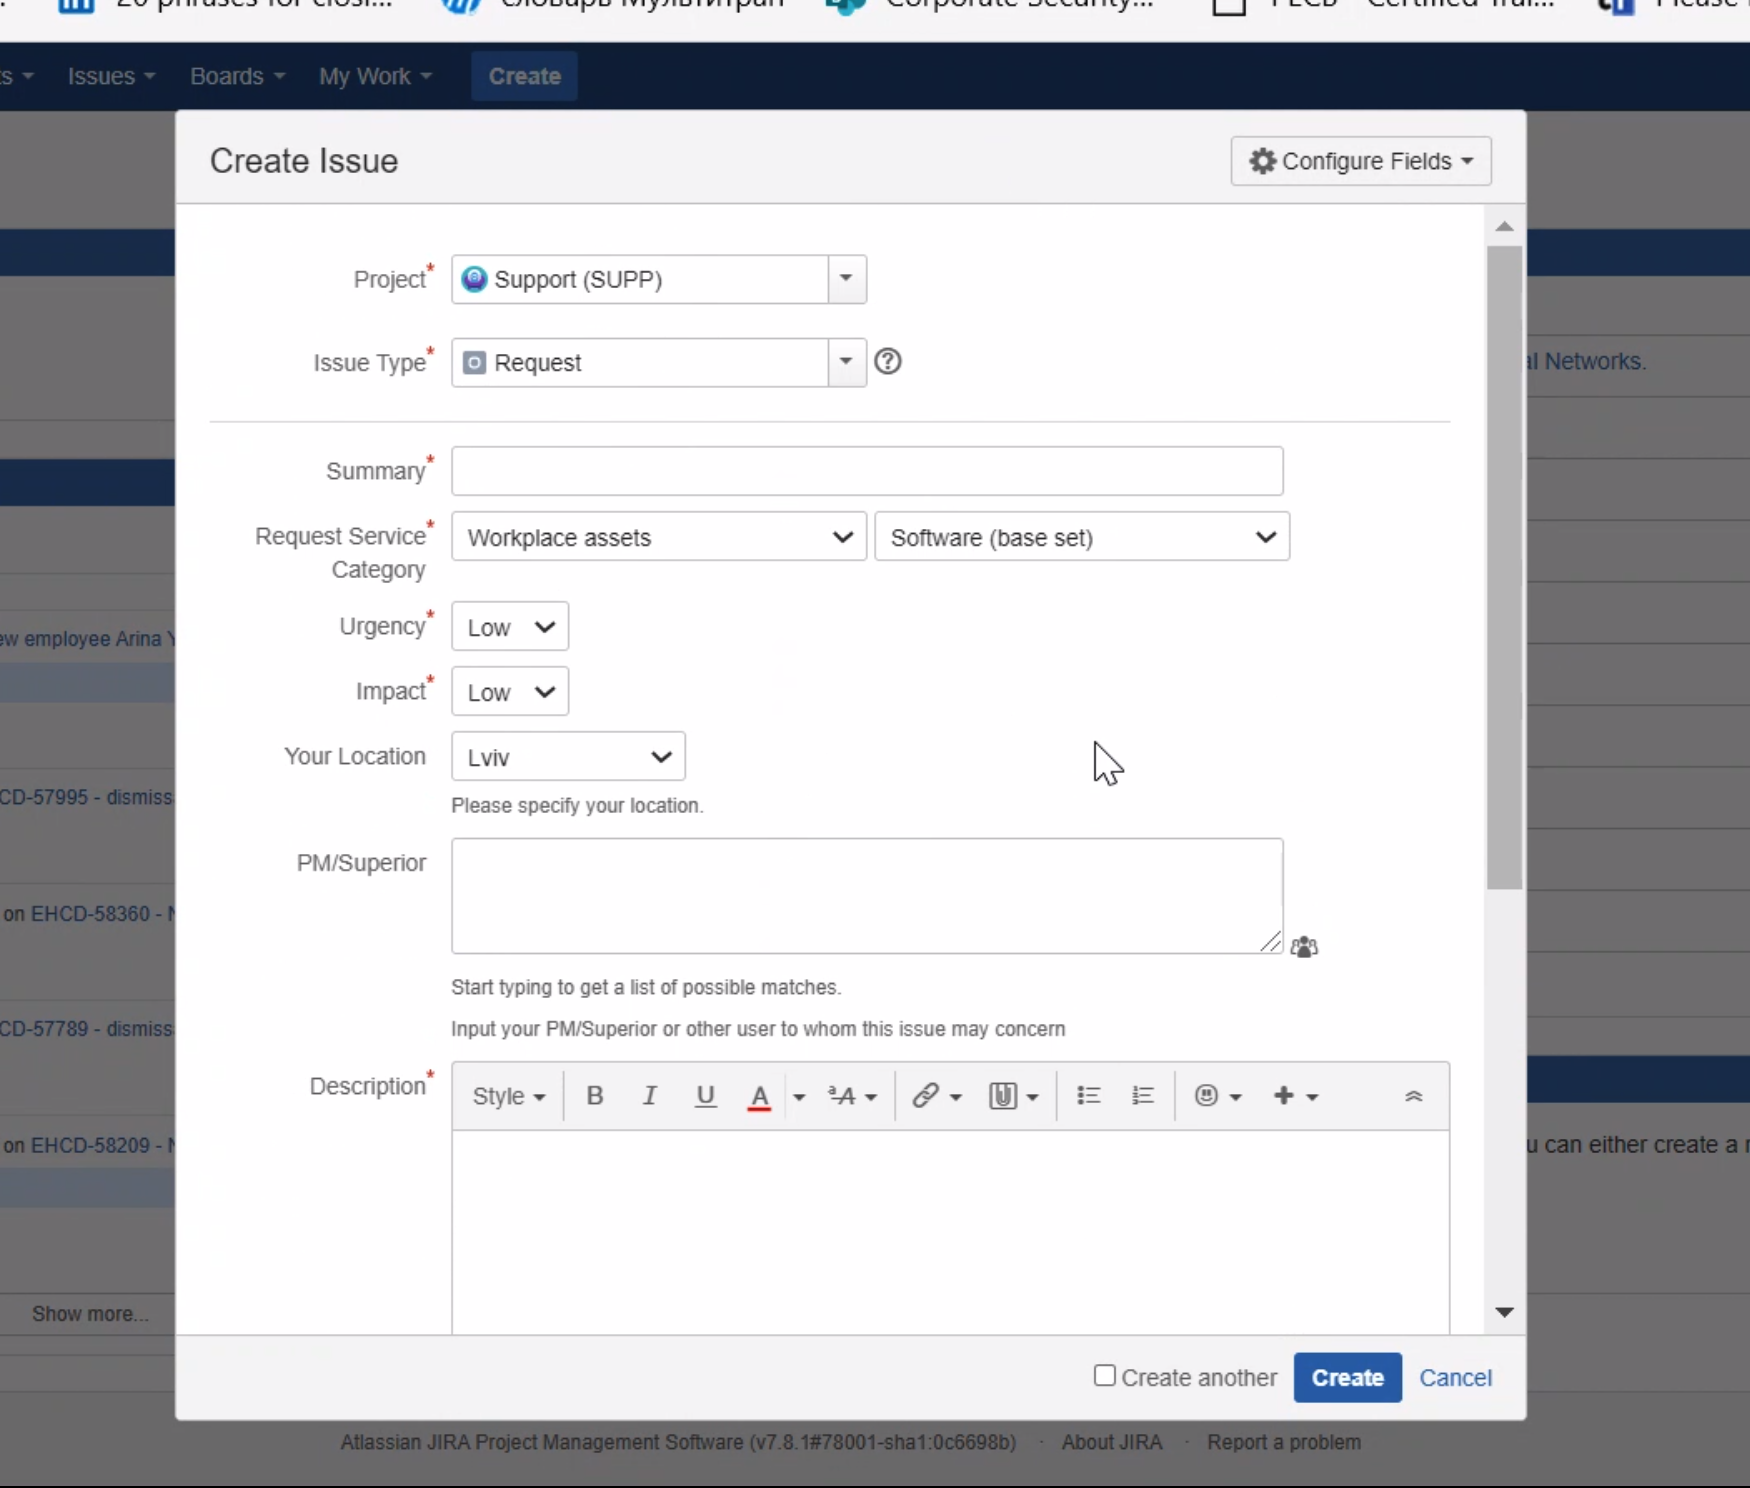 20 phrases for closi...
Словарь Мультитран
Corporate Security...
Issues
Boards
My Work
Create
Create Issue
Configure Fields
Project*
Support (SUPP)
Issue Type*
Request
al Networks.
Summary*
Request Service* Category
Workplace assets
Software (base set)
Urgency*
Low
ew employee Arina
Impact*
Low
Your Location
Lviv
Please specify your location.
CD-57995 - dismiss
PM/Superior
on EHCD-58360 -
Start typing to get a list of possible matches.
Input your PM/Superior or other user to whom this issue may concern
CD-57789 - dismiss
Description*
Style
B I U A
on EHCD-58209 -
u can either create a
Show more...
Create another
Create
Cancel
Atlassian JIRA Project Management Software (v7.8.1#78001-sha1:0c6698b) · About JIRA · Report a problem